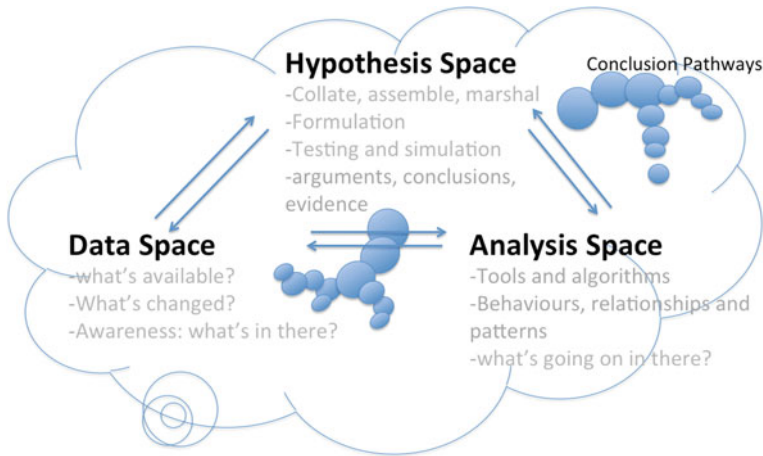 Hypothesis Space
-Collate, assemble, marshal
-Formulation
-Testing and simulation
-arguments, conclusions,
evidence
Conclusion Pathways
Data Space
-what's available?
-What's changed?
-Awareness: what's in there?
Analysis Space
-Tools and algorithms
-Behaviours, relationships and
patterns
-what's going on in there?